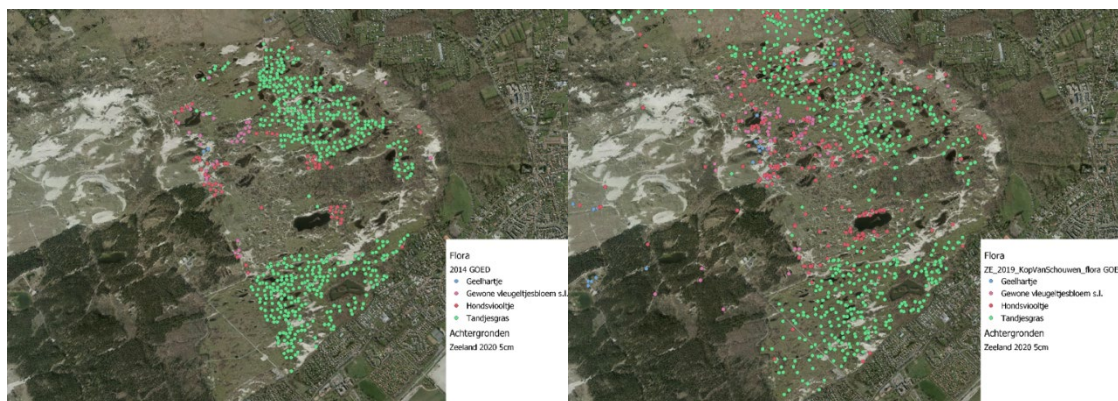 Flora
2014 GOED
Geelhartje
Gewone vleugeltjesbloem s.l.
Hondsviooltje
Tandjesgras
Achtergronden
Zeeland 2020 5cm
Flora
ZE_2019_KopVanSchouwen_flora GOE
Geelhartje
Gewone vleugeltjesbloem s.l.
Hondsviooltje
Tandjesgras
Achtergronden
Zeeland 2020 5cm